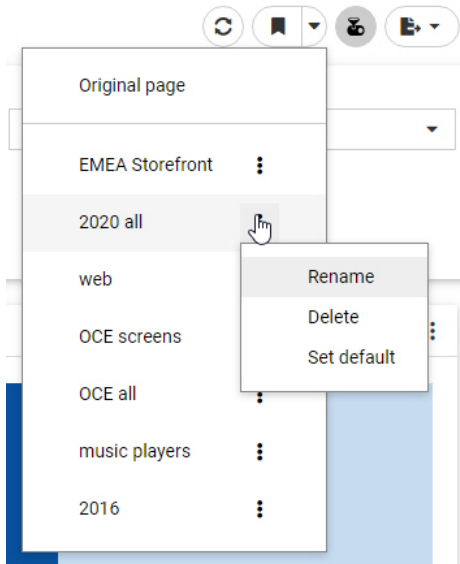 Original page
EMEA Storefront
2020 all
web
Rename
Delete
OCE screens
Set default
OCE all
music players
2016